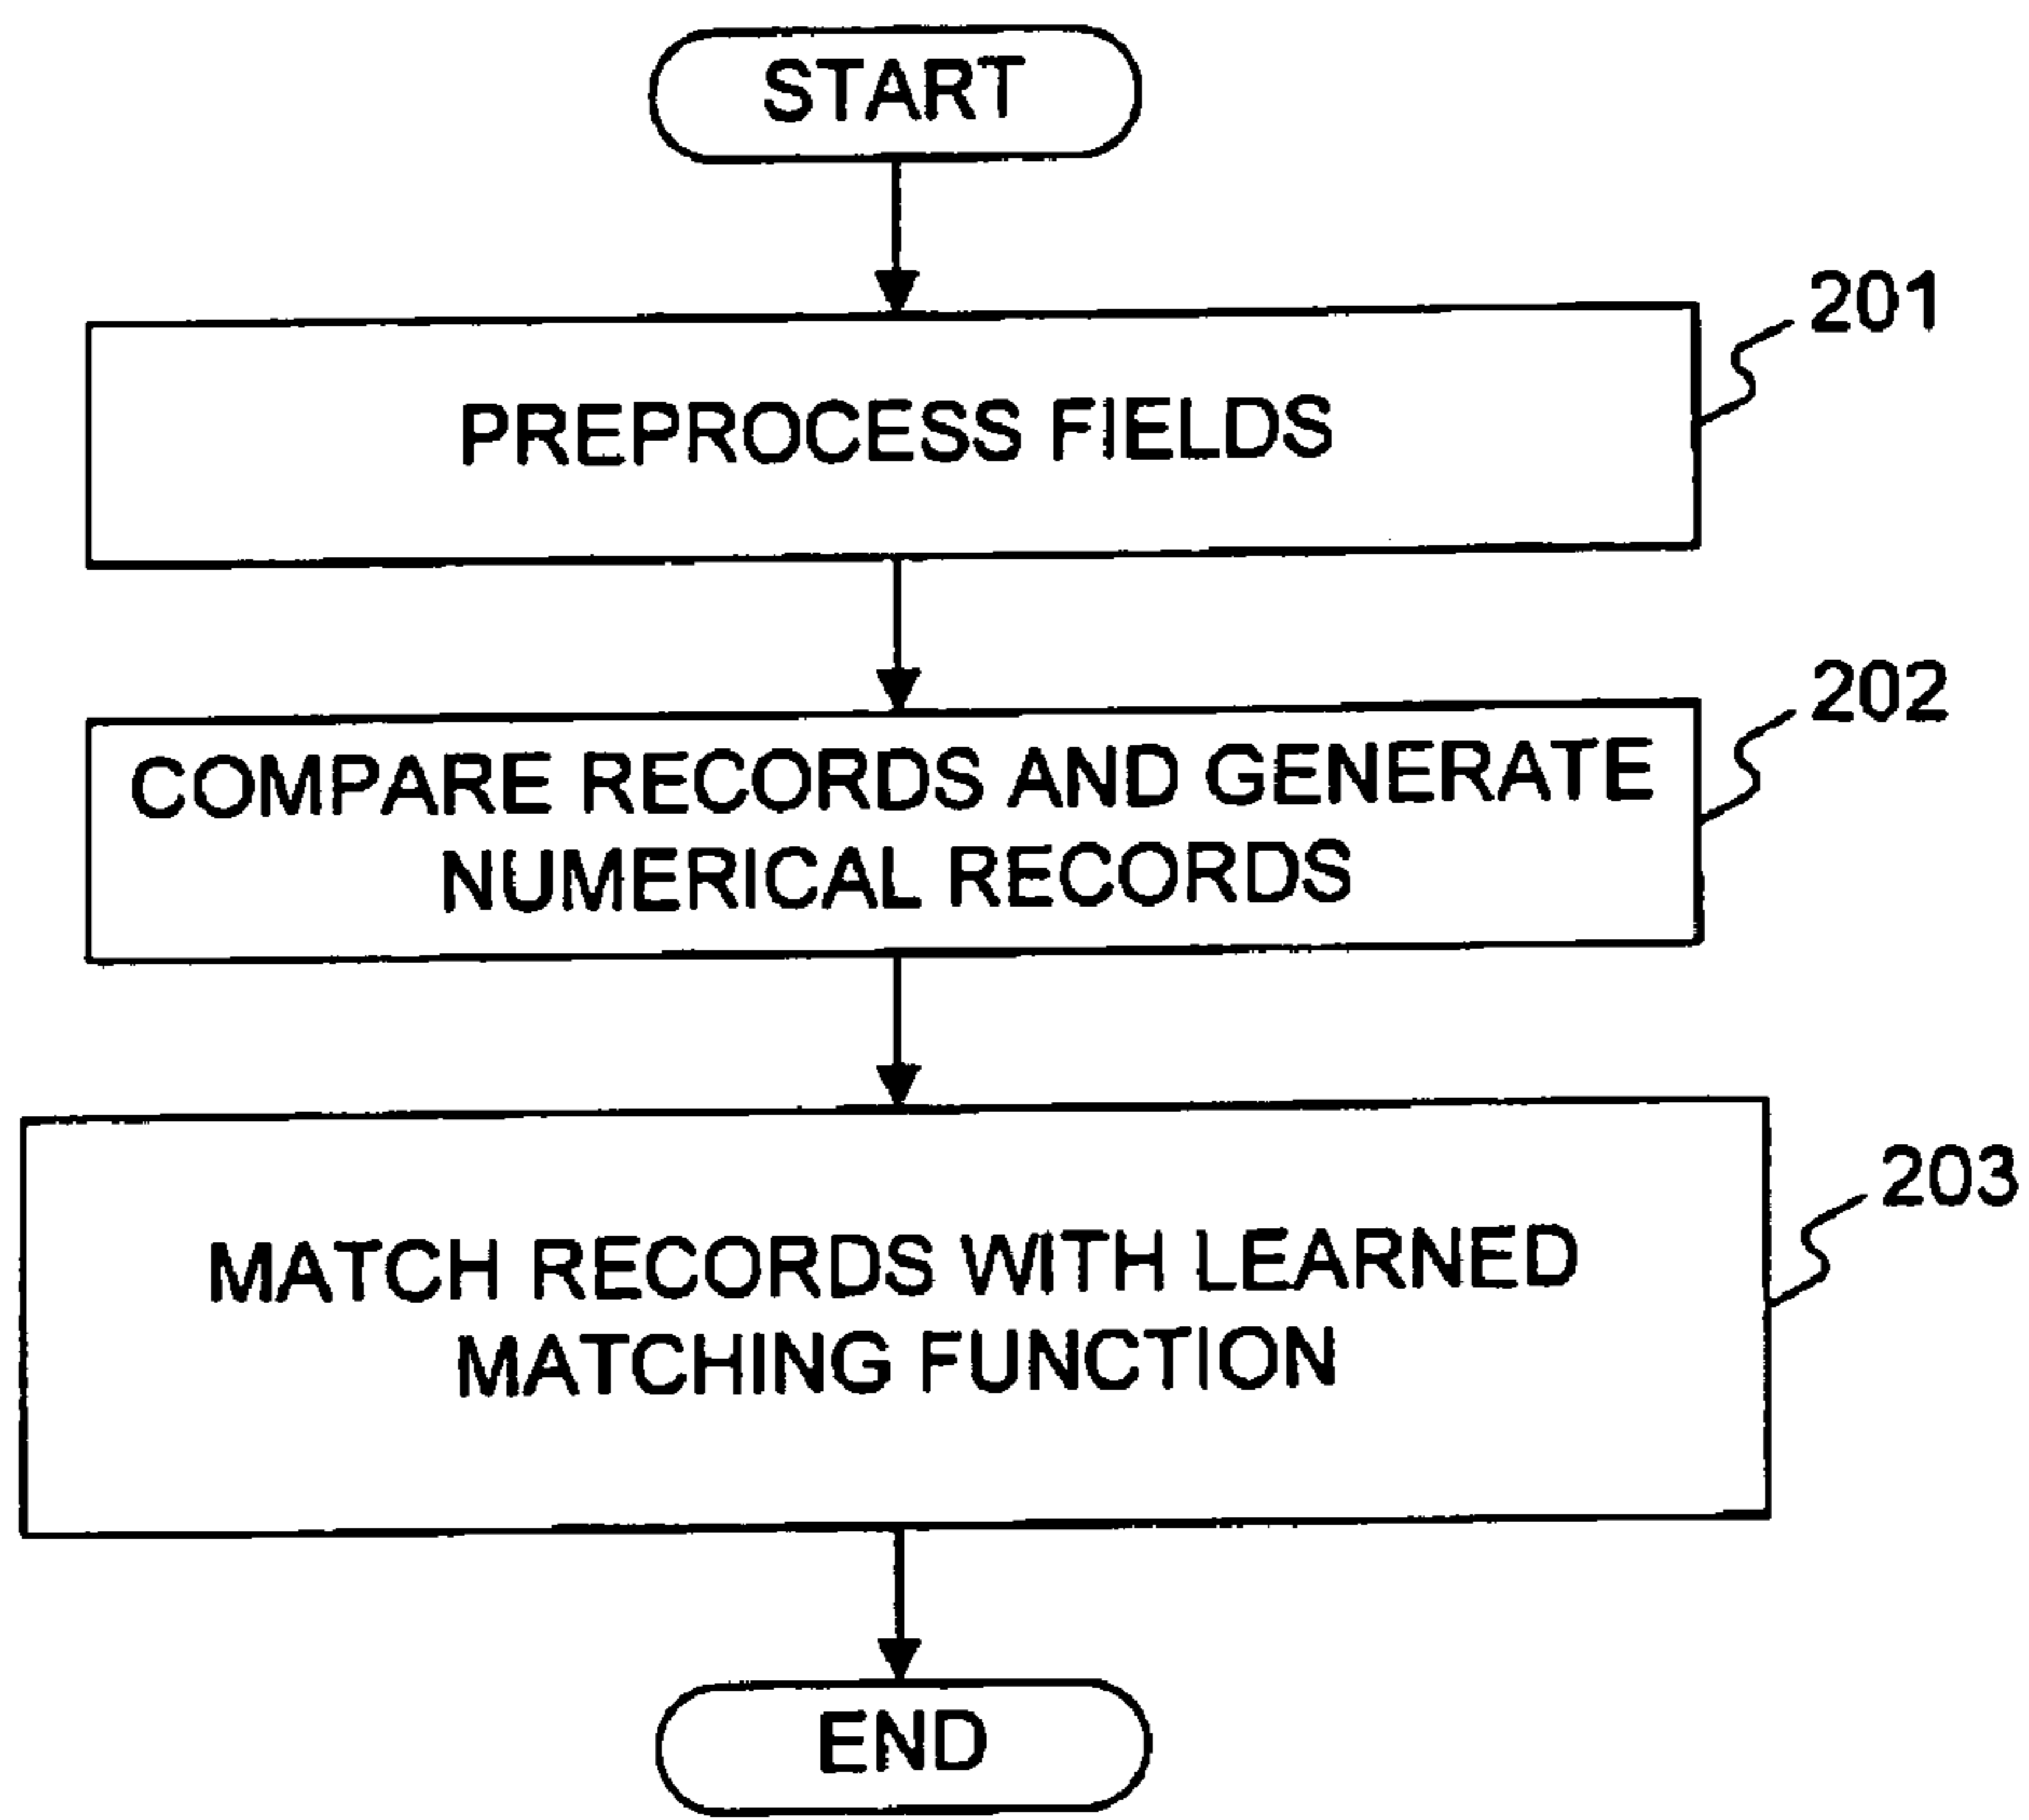 START
201
PREPROCESS FIELDS
202
COMPARE RECORDS AND GENERATE
NUMERICAL RECORDS
203
MATCH RECORDS WITH LEARNED
MATCHING FUNCTION
END